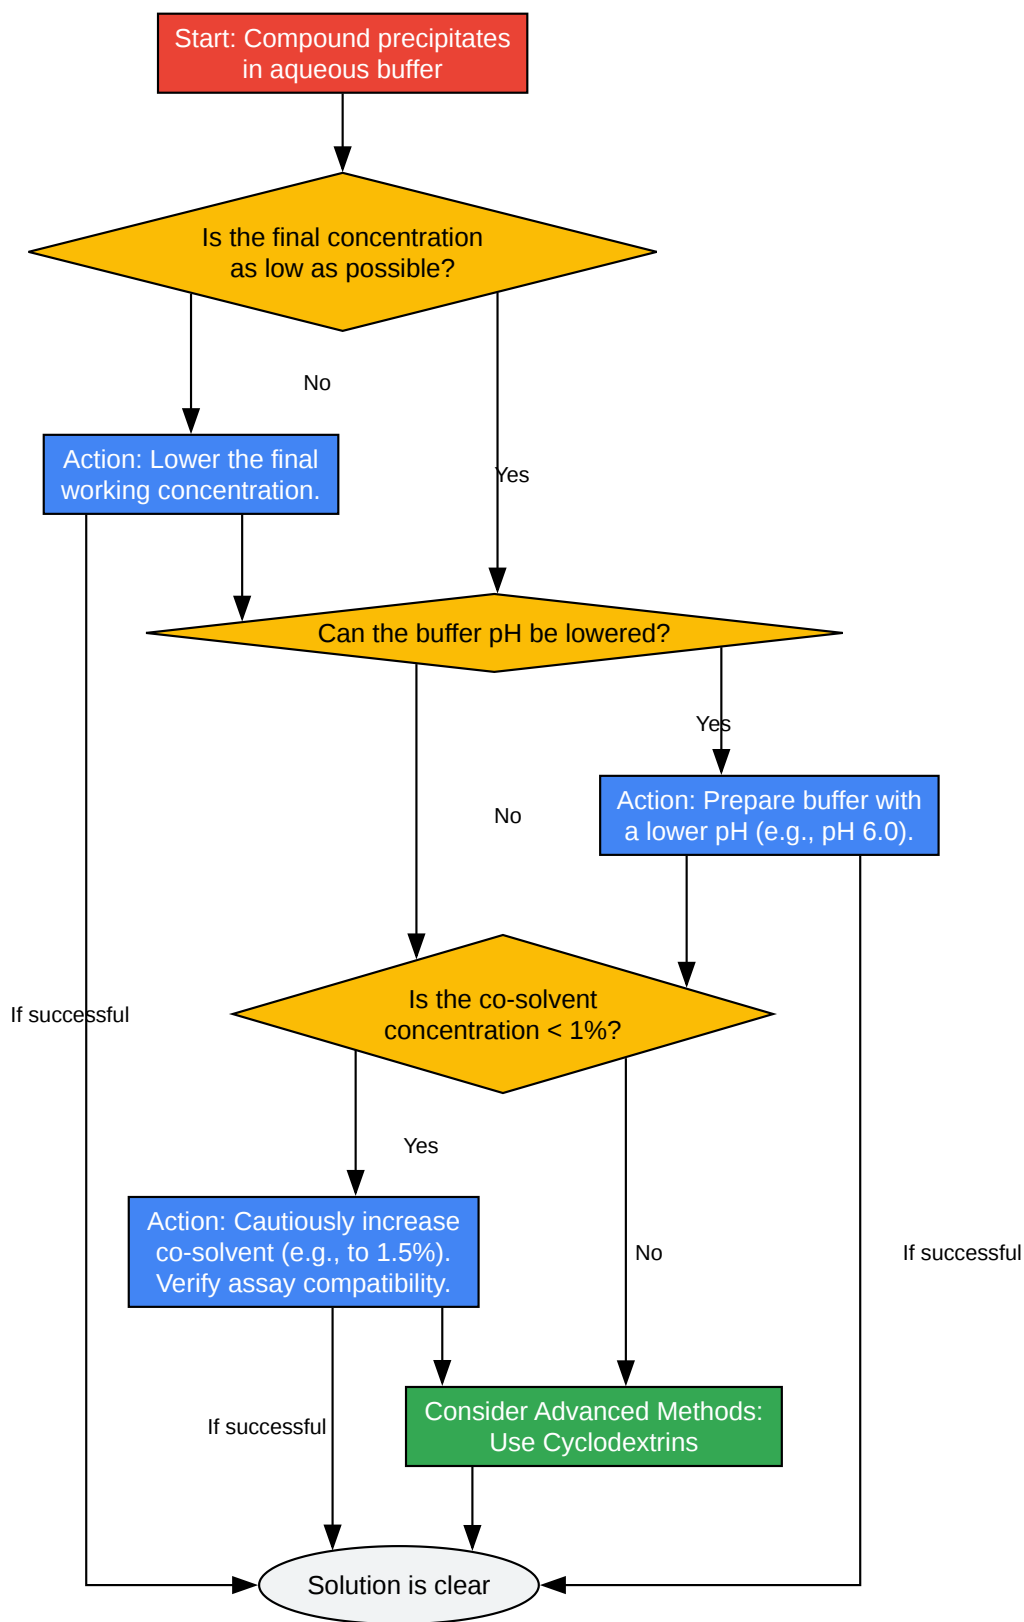 Start: Compound precipitates
in aqueous buffer
Is the final concentration
as low as possible?
No
Action: Lower the final
working concentration.
Yes
Can the buffer pH be lowered?
Yes
Action: Prepare buffer with
a lower pH (e.g., pH 6.0).
No
Is the co-solvent
concentration < 1%?
If successful
Yes
Action: Cautiously increase
co-solvent (e.g., to 1.5%).
Verify assay compatibility.
No
If successful
Consider Advanced Methods:
Use Cyclodextrins
If successful
Solution is clear